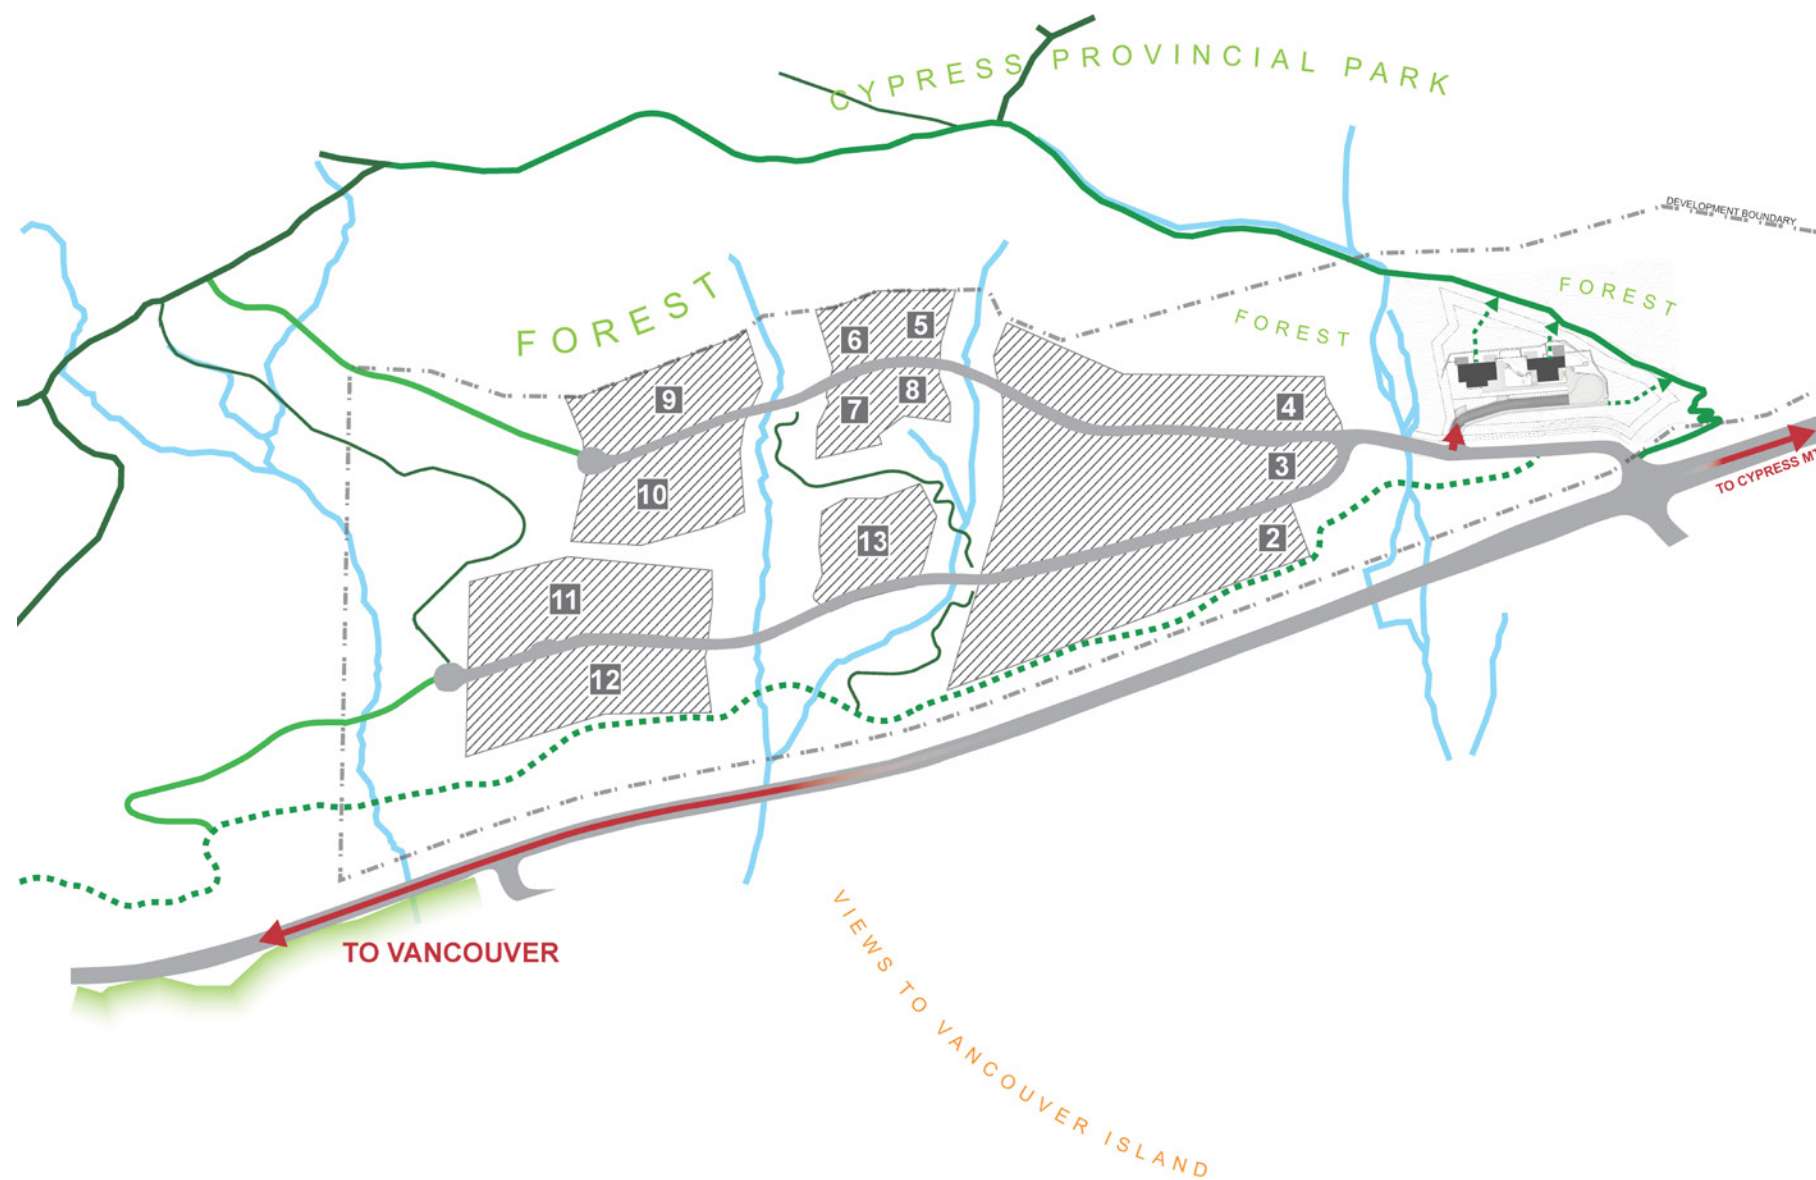 CYPRESS PROVINCIAL PARK
DEVELOPMENT BOUNDARY
FOREST
FOREST
FOREST
5
6
9
8
7
4
3
10
2
13
11
12
TO CYPRESS MT
TO VANCOUVER
VIEWS TO VANCOUVER ISLAND